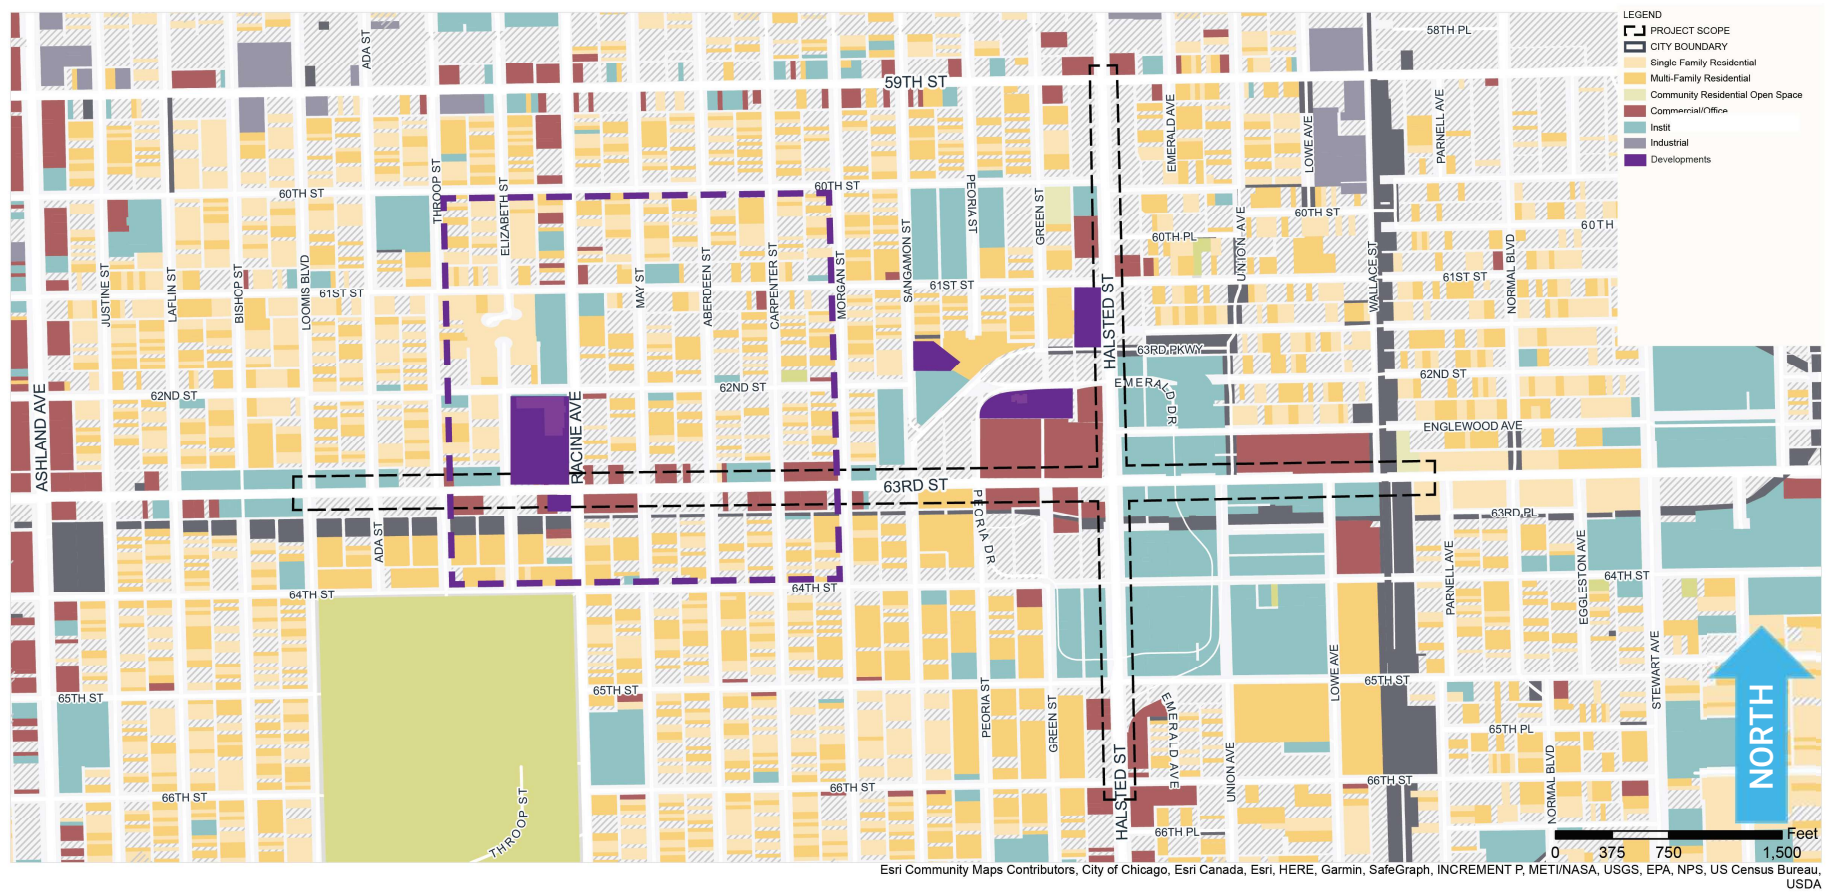 LEGEND
PROJECT SCOPE
CITY BOUNDARY
Single Family Residential
Multi-Family Residential
Community Residential Open Space
Commercial/Office
Instit
Industrial
Developments
58TH PL
ADA ST
59TH ST
EMERALD AVE
LOWE AVE
PARNELL AVE
60TH ST
THROOP ST
ELIZABETH ST
60TH ST
PEORIA ST
GREEN ST
SANGAMON ST
60TH PL
UNION AVE
60TH ST
60TH
JUSTINE ST
LAFLIN ST
BISHOP ST
LOOMIS BLVD
61ST ST
MAY ST
ABERDEEN ST
CARPENTER ST
MORGAN ST
61ST ST
HALSTED ST
WALLACE ST
61ST ST
NORMAL BLVD
63RD PKWY
62ND ST
62ND ST
EMERALD DR
62ND ST
ASHLAND AVE
RACINE AVE
ENGLEWOOD AVE
63RD ST
63RD PL
ADA ST
PEORIA DR
PARNELL AVE
EGGLESTON AVE
64TH ST
64TH ST
64TH ST
65TH ST
65TH ST
PEORIA ST
GREEN ST
EMERALD AVE
LOWE AVE
65TH ST
STEWART AVE
65TH PL
NORTH
66TH ST
THROOP ST
66TH ST
HALSTED ST
UNION AVE
66TH ST
NORMAL BLVD
66TH PL
Feet
0 375 750 1,500
Esri Community Maps Contributors, City of Chicago, Esri Canada, Esri, HERE, Garmin, SafeGraph, INCREMENT P, METI/NASA, USGS, EPA, NPS, US Census Bureau,
USDA